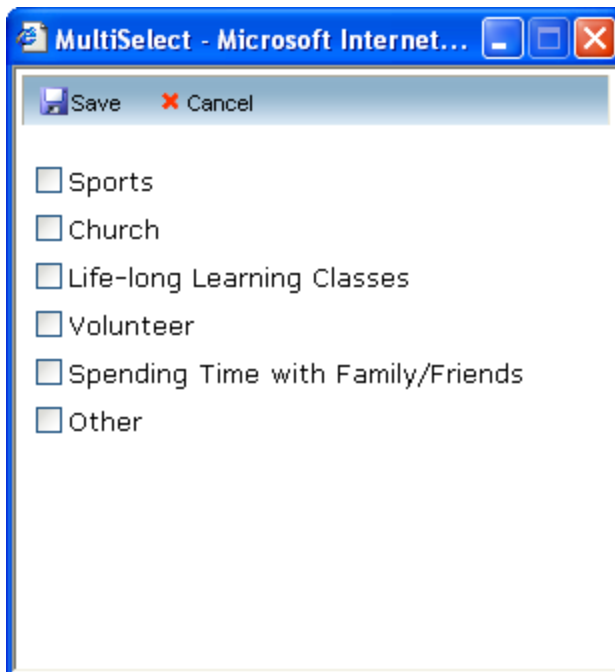 MultiSelect - Microsoft Internet...
Save Cancel
Sports
Church
Life-long Learning Classes
Volunteer
Spending Time with Family/Friends
Other